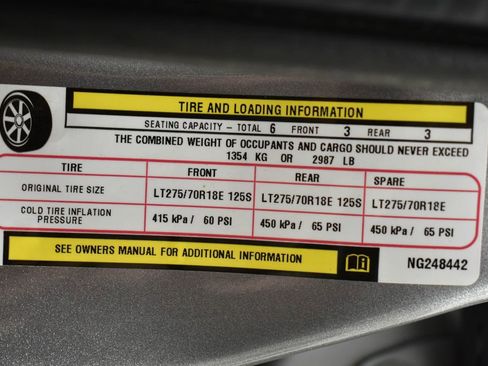 TIRE AND LOADING INFORMATION
SEATING CAPACITY – TOTAL 6 FRONT 3 REAR 3
THE COMBINED WEIGHT OF OCCUPANTS AND CARGO SHOULD NEVER EXCEED
1354 KG OR 2987 LB
TIRE FRONT REAR SPARE
ORIGINAL TIRE SIZE LT275/70R18E 125S LT275/70R18E 125S LT275/70R18E
COLD TIRE INFLATION PRESSURE 415 kPa / 60 PSI 450 kPa / 65 PSI 450 kPa / 65 PSI
SEE OWNERS MANUAL FOR ADDITIONAL INFORMATION
NG248442